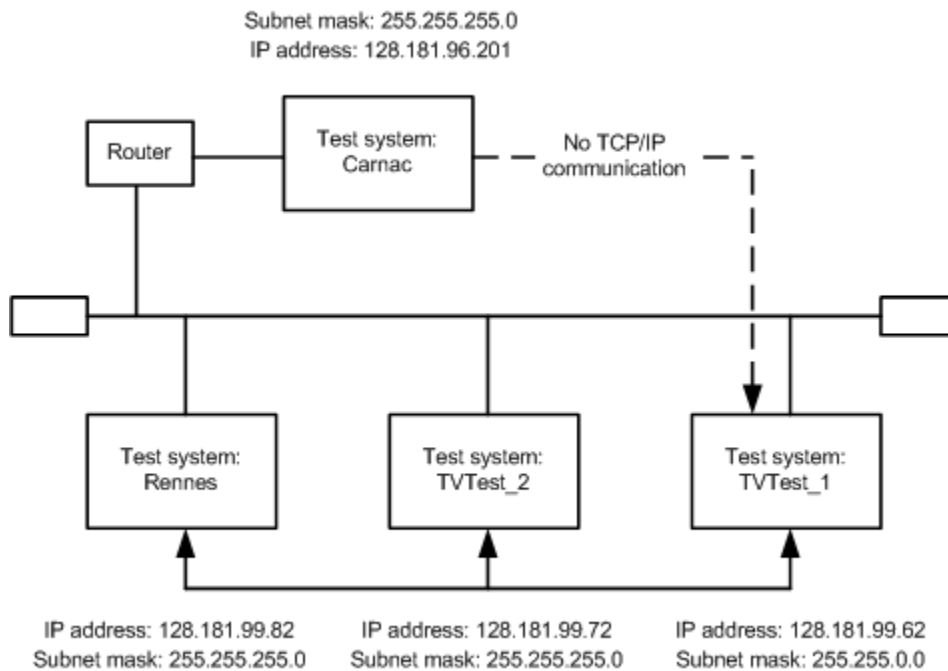 Subnet mask: 255.255.255.0
IP address: 128.181.96.201
Router
Test system:
Carnac
No TCP/IP
communication
Test system:
Rennes
Test system:
TVTest_2
Test system:
TVTest_1
IP address: 128.181.99.82
Subnet mask: 255.255.255.0
IP address: 128.181.99.72
Subnet mask: 255.255.255.0
IP address: 128.181.99.62
Subnet mask: 255.255.0.0